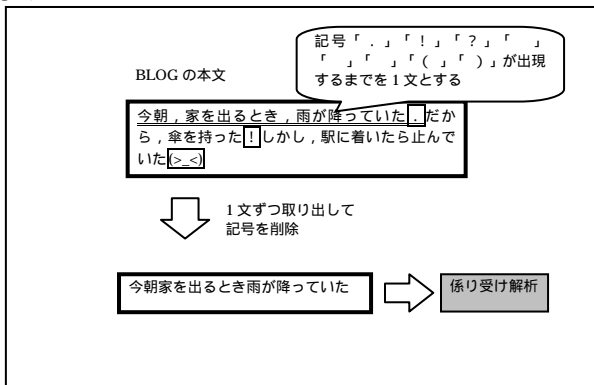 記号「．」「！」「？」「　」
「　」「　」「（」「）」が出現
するまでを1文とする
BLOG の本文
今朝，家を出るとき，雨が降っていた．だか
ら，傘を持った！しかし，駅に着いたら止んで
いた(>_<)
1文ずつ取り出して
記号を削除
今朝家を出るとき雨が降っていた
係り受け解析